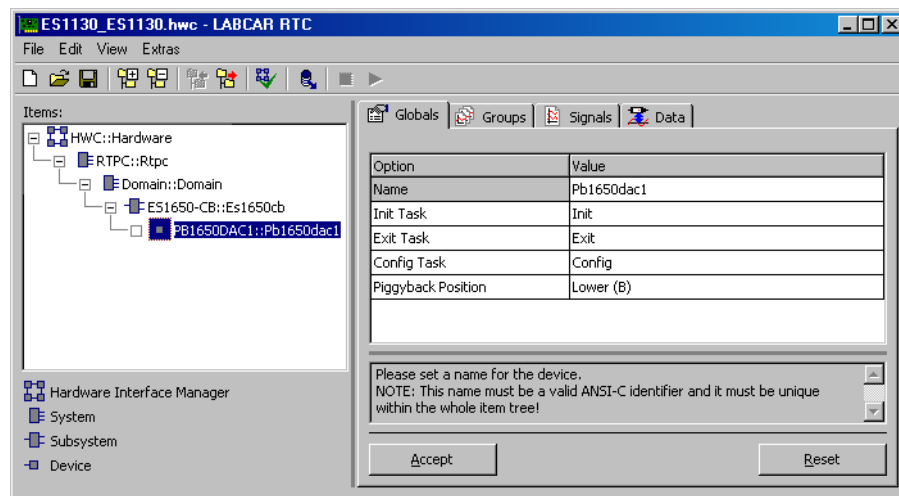 ES1130_ES1130.hwc - LABCAR RTC
File Edit View Extras
Items:
HWC::Hardware
RTPC::Rtpc
Domain::Domain
ES1650-CB::Es1650cb
PB1650DAC1::Pb1650dac1
Hardware Interface Manager
System
Subsystem
Device
Globals Groups Signals Data
Option Value
Name Pb1650dac1
Init Task Init
Exit Task Exit
Config Task Config
Piggyback Position Lower (B)
Please set a name for the device.
NOTE: This name must be a valid ANSI-C identifier and it must be unique
within the whole item tree!
Accept Reset